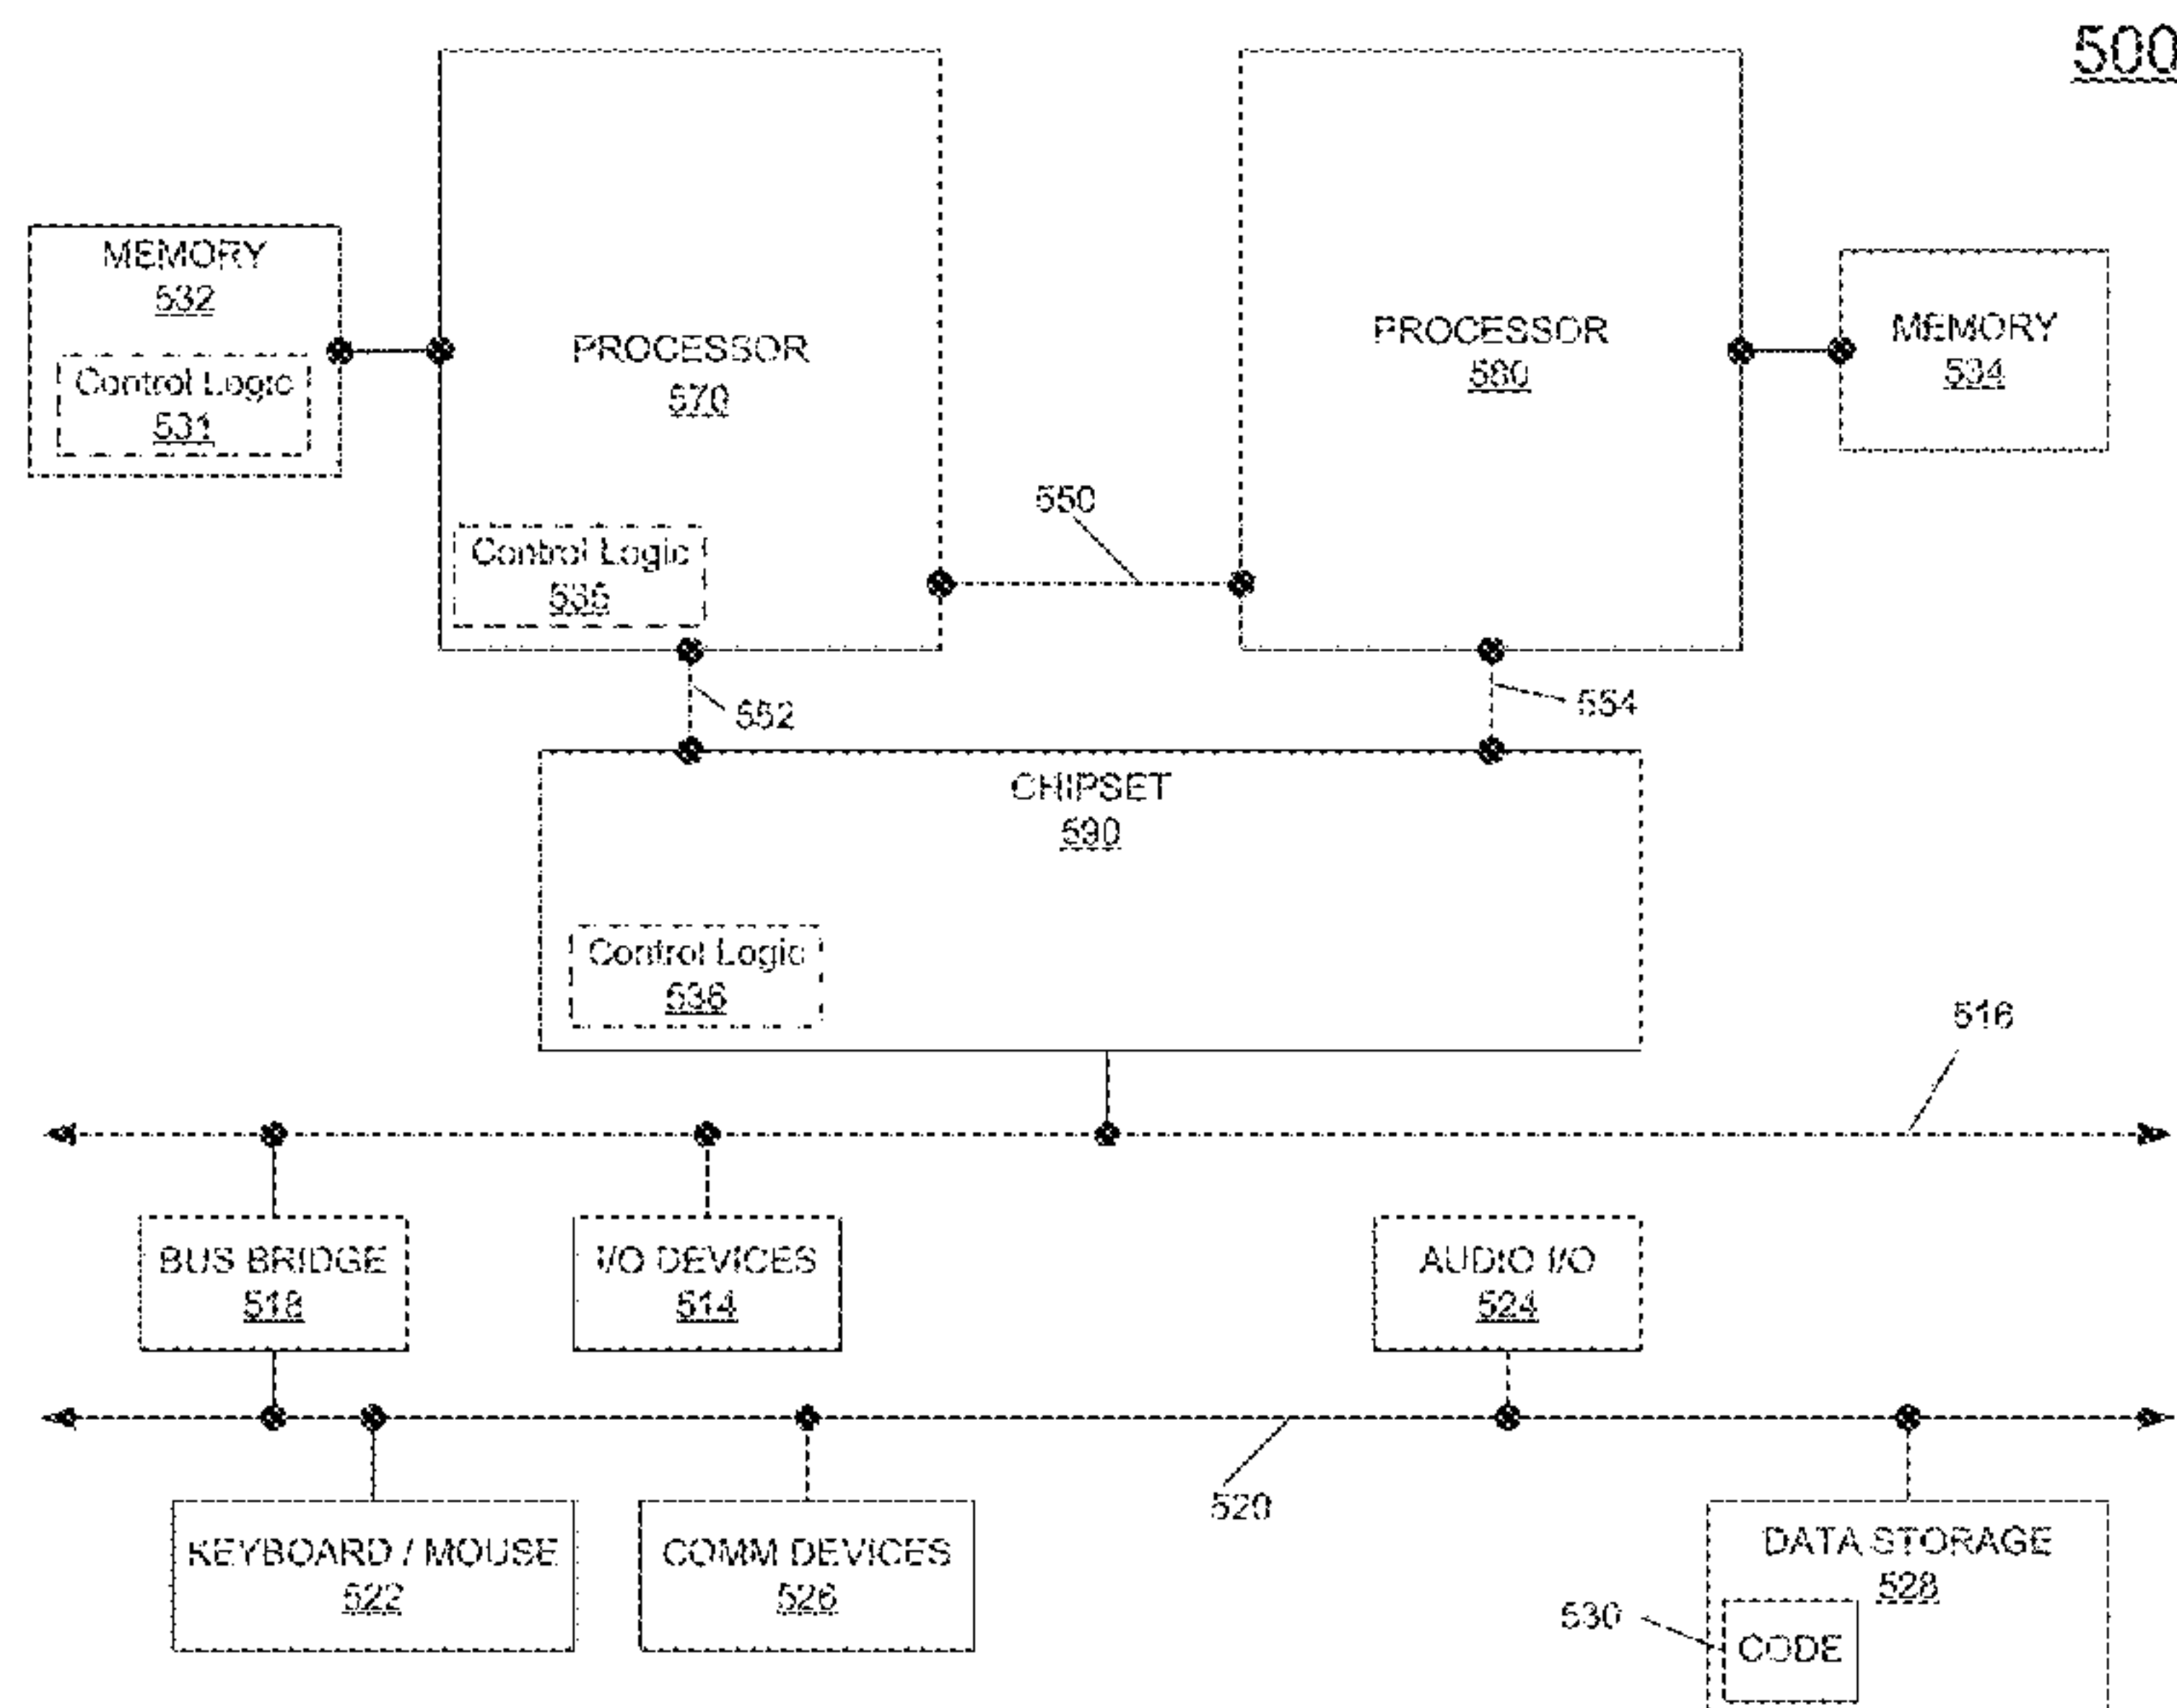 500
MEMORY
532
Control Logic
531
PROCESSOR
570
Control Logic
535
PROCESSOR
580
MEMORY
534
550
552
554
CHIPSET
590
Control Logic
536
516
BUS BRIDGE
518
I/O DEVICES
514
AUDIO I/O
524
520
KEYBOARD / MOUSE
522
COMM DEVICES
526
DATA STORAGE
528
530
CODE